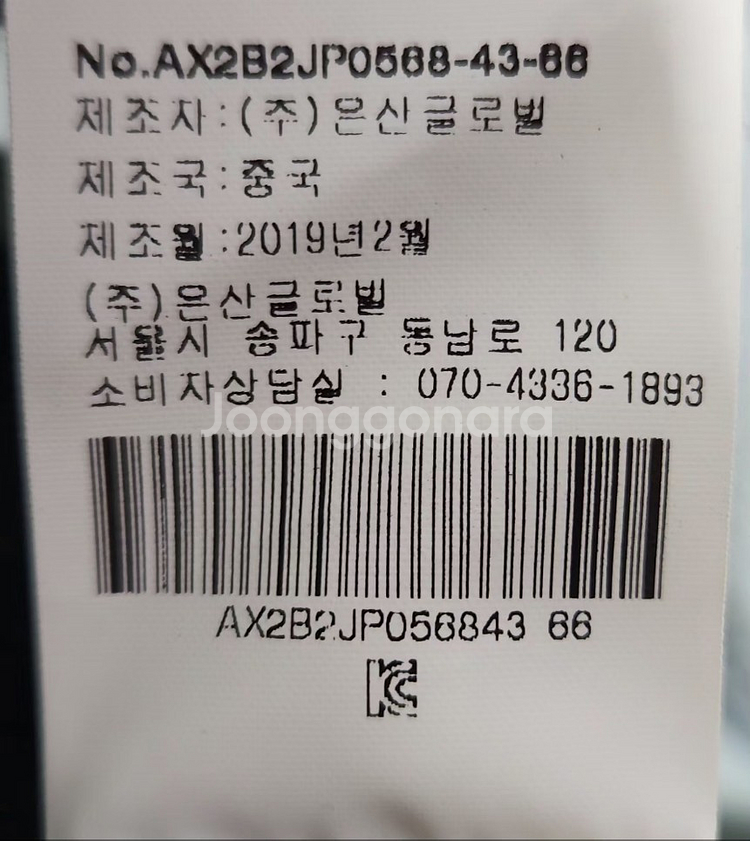 No.AX2B2JP0568-43-66
제조자:(주)은산글로벌
제조국:중국
제조월:2019년2월
(주)은산글로벌
서울시 송파구 동남로 120
소비자상담실 : 070-4336-1893
Joonggonara
AX2B2JP056843 66
KC